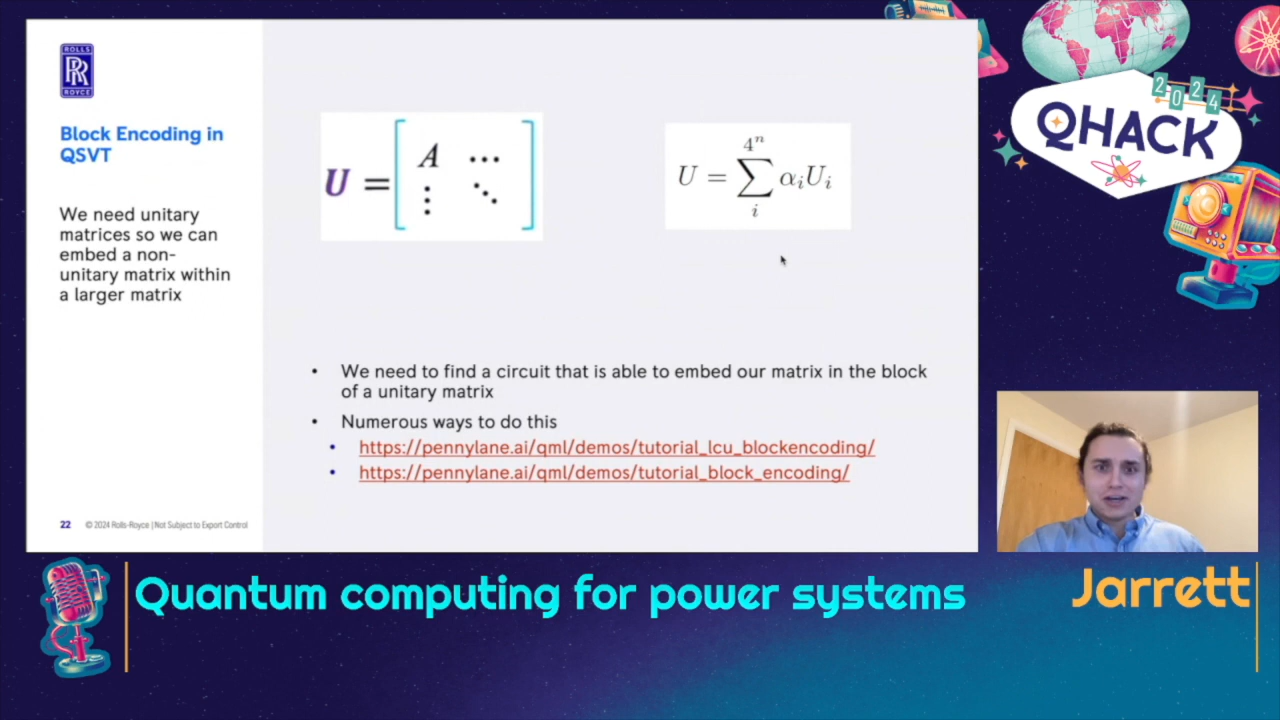 ROLLS
RR
ROYCE
Block Encoding in
QSVT
We need unitary
matrices so we can
embed a non-
unitary matrix within
a larger matrix
U = [ A ⋯
⋮ ⋱ ]
4ⁿ
U = ∑ αᵢUᵢ
i
• We need to find a circuit that is able to embed our matrix in the block
of a unitary matrix
• Numerous ways to do this
• https://pennylane.ai/qml/demos/tutorial_lcu_blockencoding/
• https://pennylane.ai/qml/demos/tutorial_block_encoding/
22 © 2024 Rolls-Royce | Not Subject to Export Control
2024
QHACK
Quantum computing for power systems
Jarrett